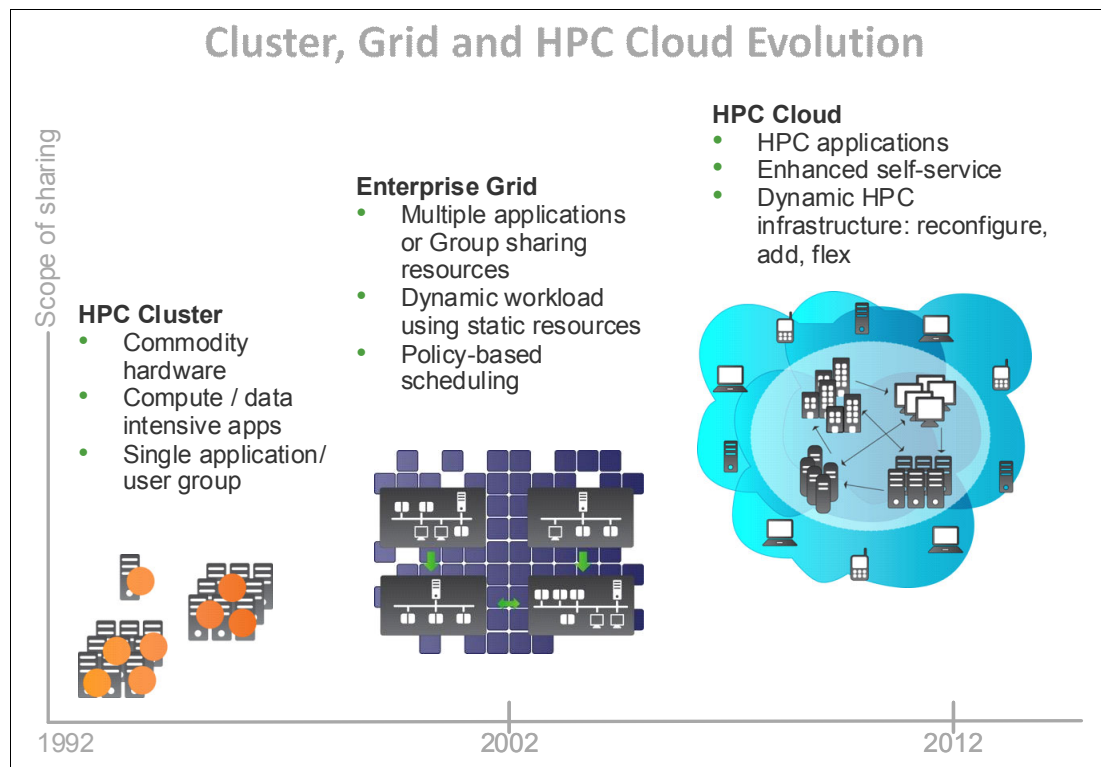 Cluster, Grid and HPC Cloud Evolution
Scope of sharing
HPC Cluster
• Commodity
hardware
• Compute / data
intensive apps
• Single application/
user group
Enterprise Grid
• Multiple applications
or Group sharing
resources
• Dynamic workload
using static resources
• Policy-based
scheduling
HPC Cloud
• HPC applications
• Enhanced self-service
• Dynamic HPC
infrastructure: reconfigure,
add, flex
1992
2002
2012